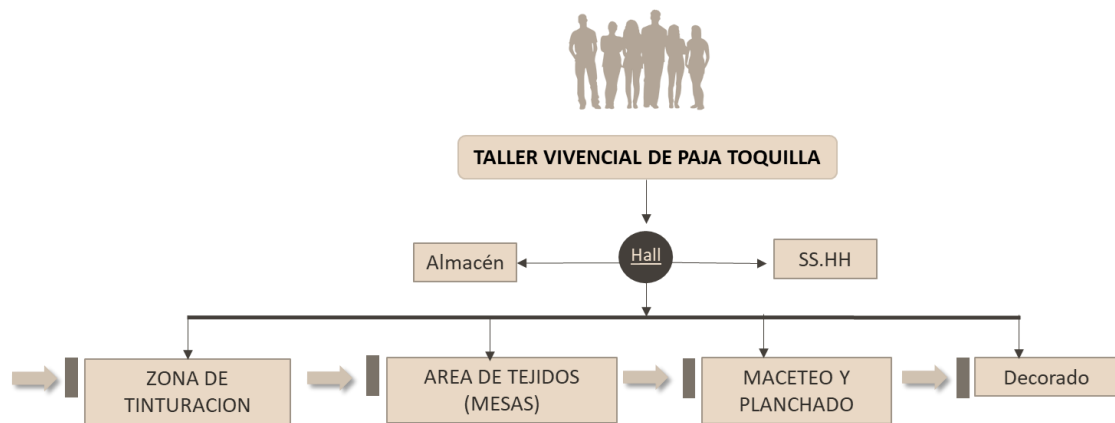 TALLER VIVENCIAL DE PAJA TOQUILLA
Almacén
Hall
SS.HH
ZONA DE
TINTURACION
AREA DE TEJIDOS
(MESAS)
MACETEO Y
PLANCHADO
Decorado